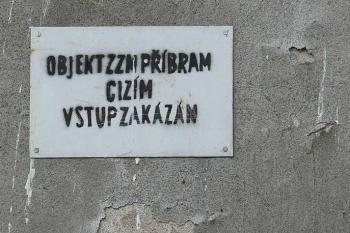 OBJEKT ZZN PŘÍBRAM
CIZÍM
VSTUP ZAKÁZÁN